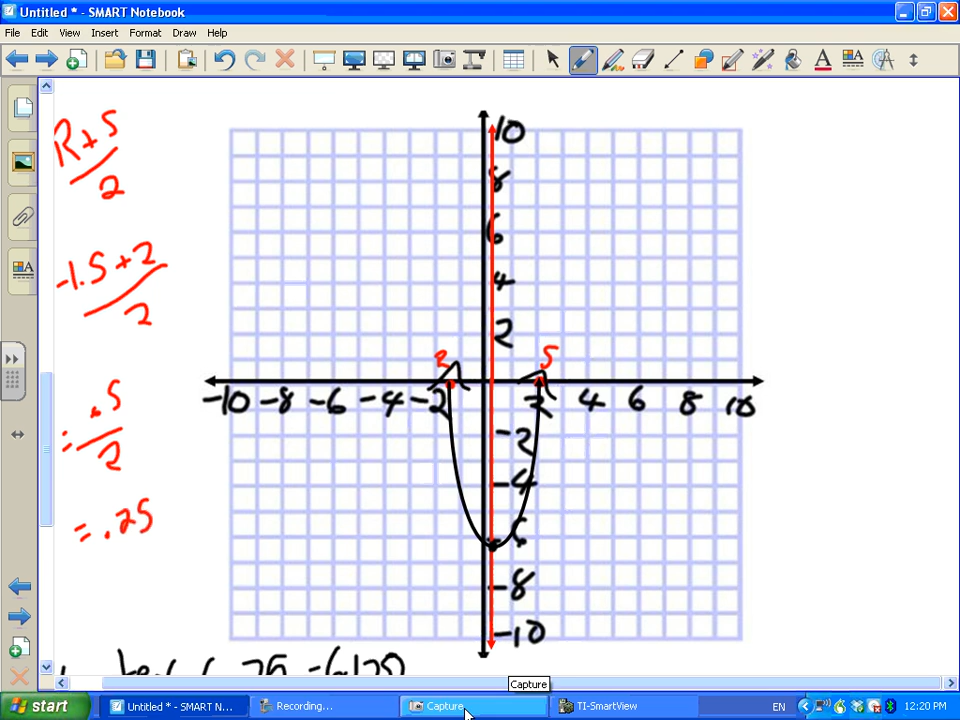 Untitled * - SMART Notebook
File Edit View Insert Format Draw Help
R+S
2
-1.5+2
2
= .5
2
= .25
10
8
6
4
2
R S
-10 -8 -6 -4 -2 2 4 6 8 10
-2
-4
-6
-8
-10
Capture
start Untitled * - SMART N... Recording... Capture TI-SmartView EN 12:20 PM